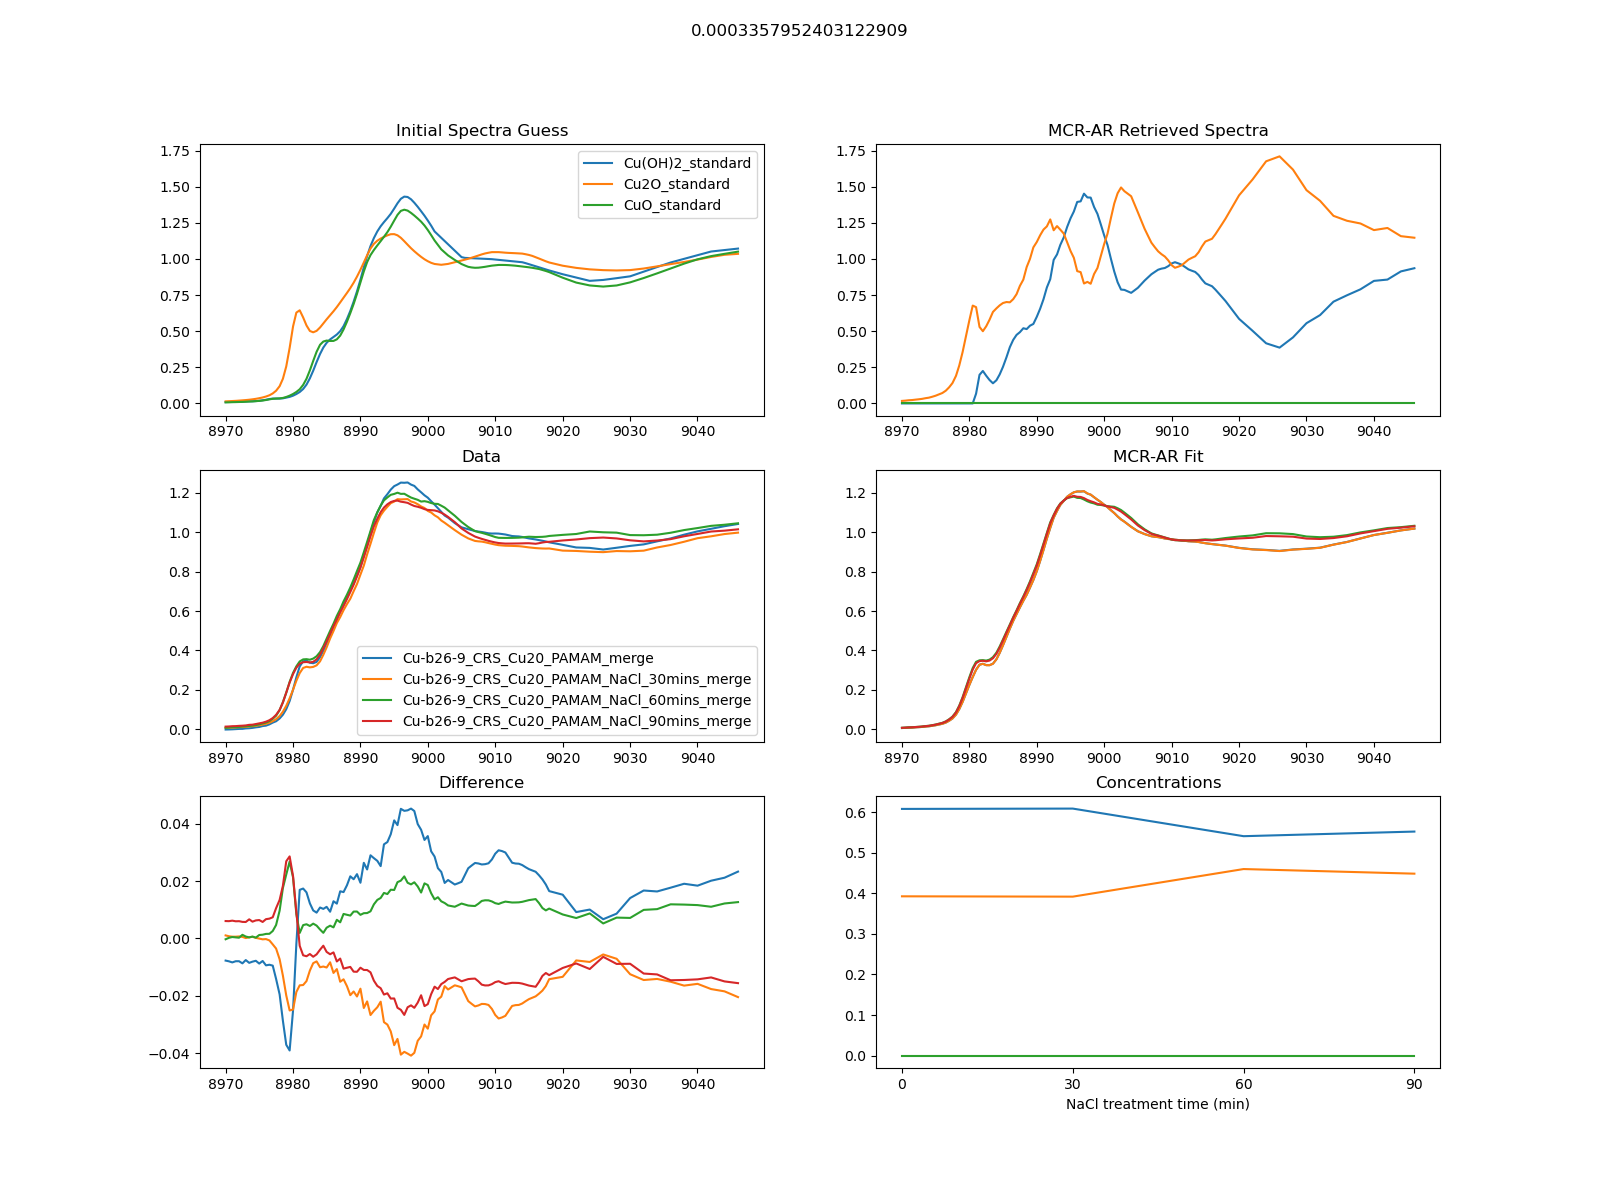 0.0003357952403122909
Initial Spectra Guess
1.75
1.50
1.25
1.00
0.75
0.50
0.25
0.00
Cu(OH)2_standard
Cu2O_standard
CuO_standard
8970 8980 8990 9000 9010 9020 9030 9040
MCR-AR Retrieved Spectra
1.75
1.50
1.25
1.00
0.75
0.50
0.25
0.00
8970 8980 8990 9000 9010 9020 9030 9040
Data
1.2
1.0
0.8
0.6
0.4
0.2
0.0
Cu-b26-9_CRS_Cu20_PAMAM_merge
Cu-b26-9_CRS_Cu20_PAMAM_NaCl_30mins_merge
Cu-b26-9_CRS_Cu20_PAMAM_NaCl_60mins_merge
Cu-b26-9_CRS_Cu20_PAMAM_NaCl_90mins_merge
8970 8980 8990 9000 9010 9020 9030 9040
MCR-AR Fit
1.2
1.0
0.8
0.6
0.4
0.2
0.0
8970 8980 8990 9000 9010 9020 9030 9040
Difference
0.04
0.02
0.00
−0.02
−0.04
8970 8980 8990 9000 9010 9020 9030 9040
Concentrations
0.6
0.5
0.4
0.3
0.2
0.1
0.0
0 30 60 90
NaCl treatment time (min)